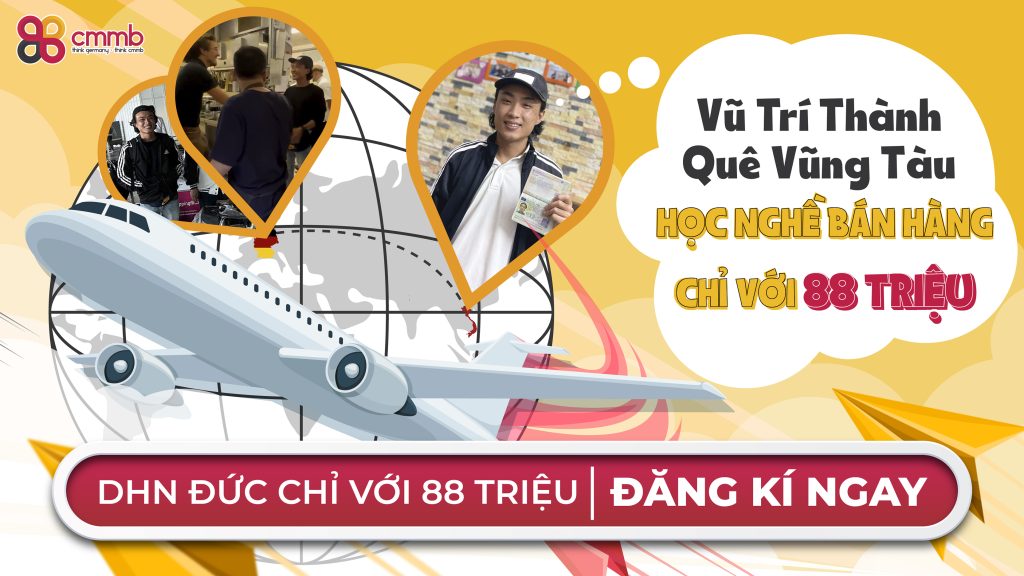 cmmb
think germany - think cmmb
Vũ Trí Thành
Quê Vũng Tàu
HỌC NGHỀ BÁN HÀNG
CHỈ VỚI 88 TRIỆU
DHN ĐỨC CHỈ VỚI 88 TRIỆU | ĐĂNG KÍ NGAY